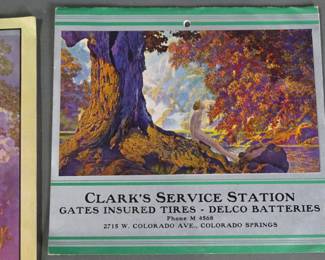 CLARK'S SERVICE STATION
GATES INSURED TIRES - DELCO BATTERIES
Phone M 4568
2715 W. COLORADO AVE., COLORADO SPRINGS